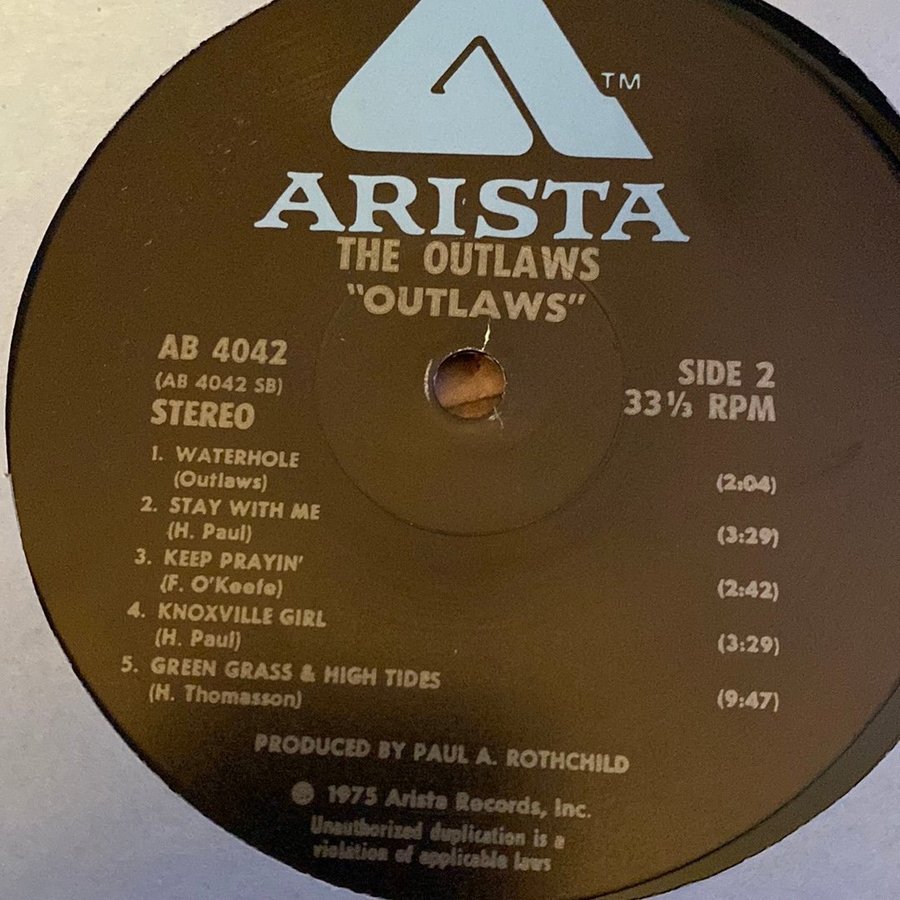 TM
ARISTA
THE OUTLAWS
"OUTLAWS"
AB 4042
(AB 4042 SB)
STEREO
SIDE 2
33⅓ RPM
1. WATERHOLE
(Outlaws) (2:04)
2. STAY WITH ME
(H. Paul) (3:29)
3. KEEP PRAYIN'
(F. O'Keefe) (2:42)
4. KNOXVILLE GIRL
(H. Paul) (3:29)
5. GREEN GRASS & HIGH TIDES
(H. Thomasson) (9:47)
PRODUCED BY PAUL A. ROTHCHILD
℗ 1975 Arista Records, Inc.
Unauthorized duplication is a
violation of applicable laws